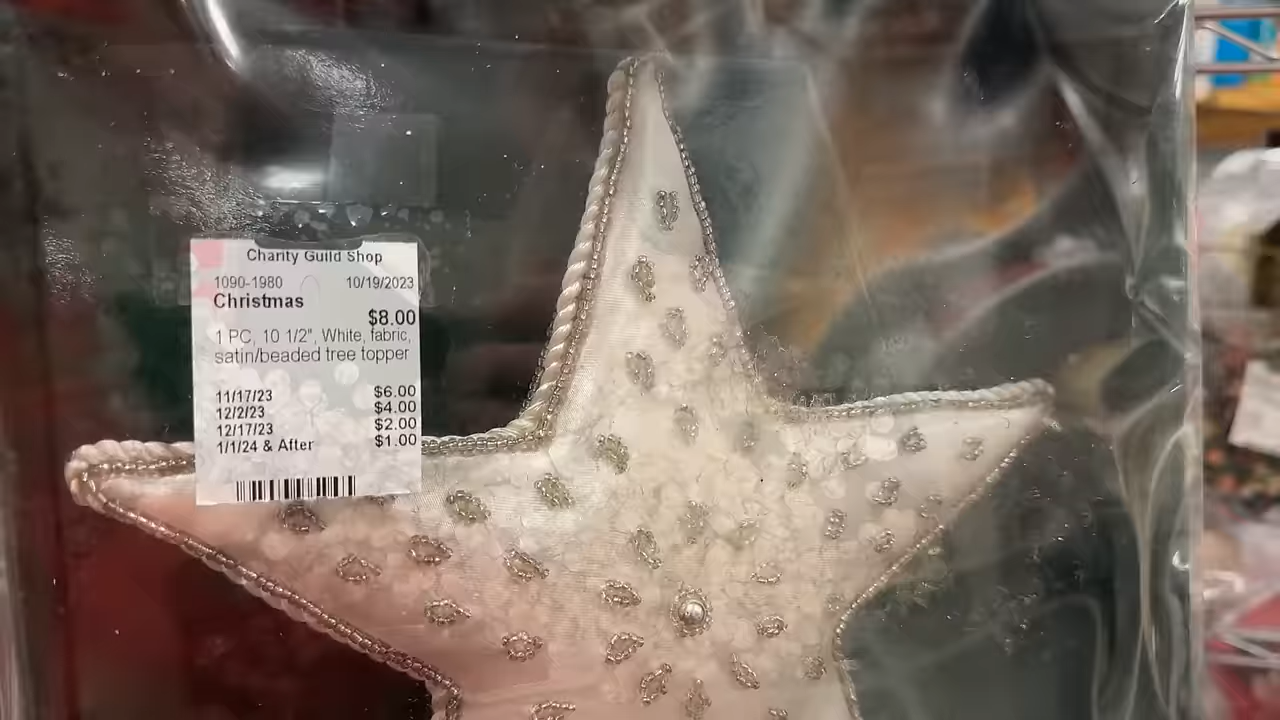 Charity Guild Shop
1090-1980 10/19/2023
Christmas
$8.00
1 PC, 10 1/2", White, fabric,
satin/beaded tree topper
11/17/23 $6.00
12/2/23 $4.00
12/17/23 $2.00
1/1/24 & After $1.00